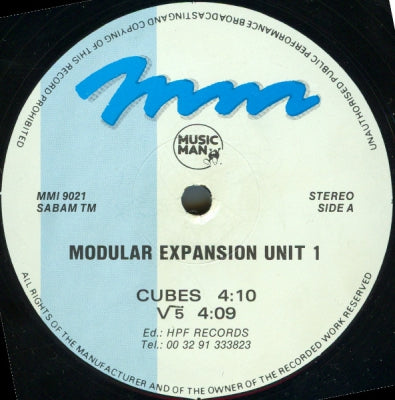 UNAUTHORISED PUBLIC PERFORMANCE BROADCASTING AND COPYING OF THIS RECORD PROHIBITED
mm
MUSIC
MAN
MMI 9021
SABAM TM
STEREO
SIDE A
MODULAR EXPANSION UNIT 1
CUBES 4:10
√5 4:09
Ed.: HPF RECORDS
Tel.: 00 32 91 333823
ALL RIGHTS OF THE MANUFACTURER AND OF THE OWNER OF THE RECORDED WORK RESERVED